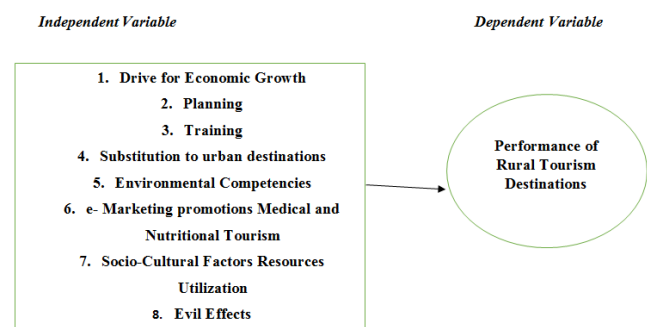 Independent Variable
Dependent Variable
1. Drive for Economic Growth
2. Planning
3. Training
4. Substitution to urban destinations
5. Environmental Competencies
6. e- Marketing promotions Medical and
Nutritional Tourism
7. Socio-Cultural Factors Resources
Utilization
8. Evil Effects
Performance of
Rural Tourism
Destinations